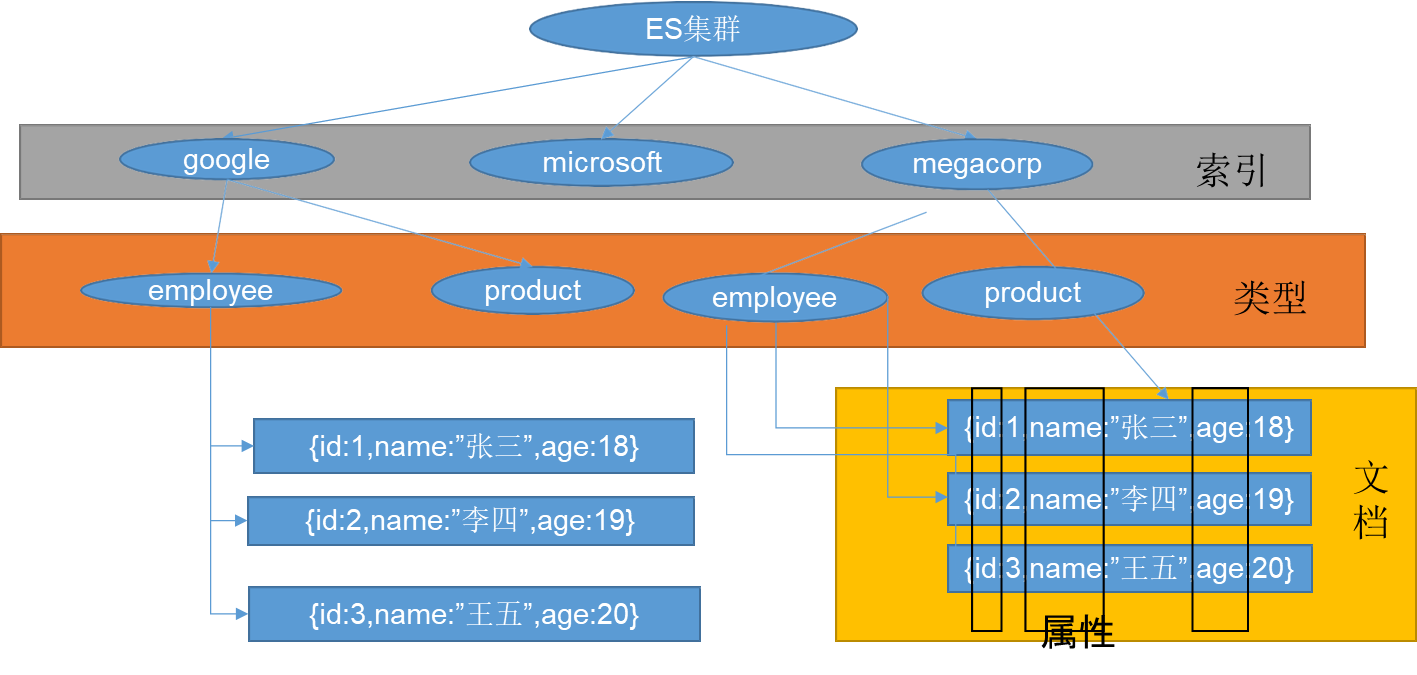 ES集群
google
microsoft
megacorp
索引
employee
product
employee
product
类型
{id:1,name:”张三”,age:18}
{id:2,name:”李四”,age:19}
{id:3,name:”王五”,age:20}
{id:1,name:”张三”,age:18}
{id:2,name:”李四”,age:19}
{id:3,name:”王五”,age:20}
文
档
属性